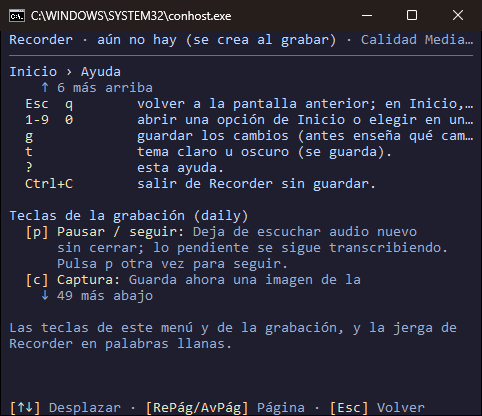 C:\WINDOWS\SYSTEM32\conhost.exe
Recorder · aún no hay (se crea al grabar) · Calidad Media…
Inicio › Ayuda
↑ 6 más arriba
Esc q volver a la pantalla anterior; en Inicio,…
1-9 0 abrir una opción de Inicio o elegir en un…
g guardar los cambios (antes enseña qué cam…
t tema claro u oscuro (se guarda).
? esta ayuda.
Ctrl+C salir de Recorder sin guardar.
Teclas de la grabación (daily)
[p] Pausar / seguir: Deja de escuchar audio nuevo
sin cerrar; lo pendiente se sigue transcribiendo.
Pulsa p otra vez para seguir.
[c] Captura: Guarda ahora una imagen de la
↓ 49 más abajo
Las teclas de este menú y de la grabación, y la jerga de
Recorder en palabras llanas.
[↑↓] Desplazar · [RePág/AvPág] Página · [Esc] Volver